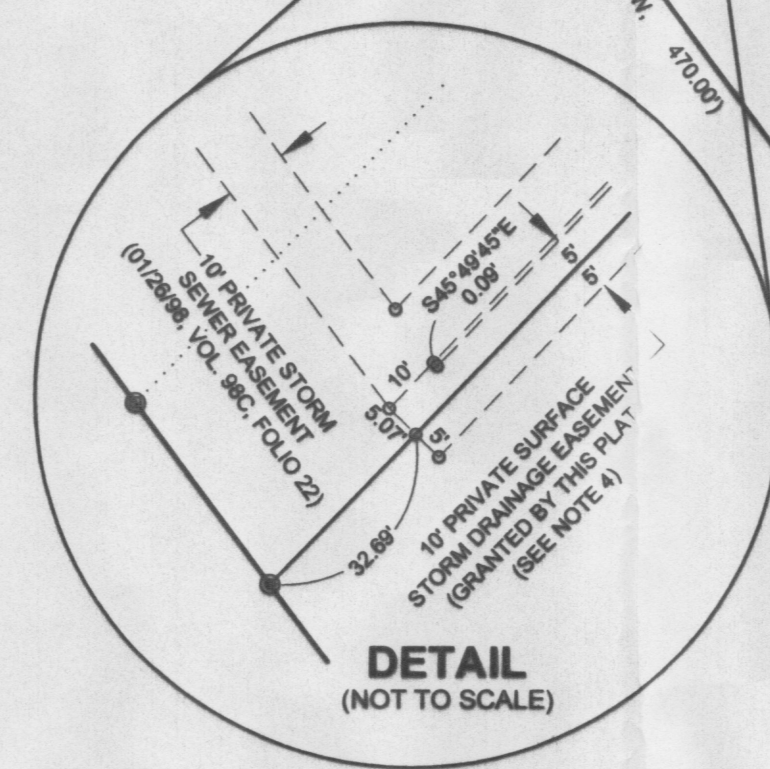 W,
470.00')
S45°49'45"E
0.09'
5'
5'
10' PRIVATE STORM
SEWER EASEMENT
(01/26/98, VOL. 98C, FOLIO 22)
10'
5.07'
5'
32.69'
10' PRIVATE SURFACE
STORM DRAINAGE EASEMENT
(GRANTED BY THIS PLAT
(SEE NOTE 4)
DETAIL
(NOT TO SCALE)